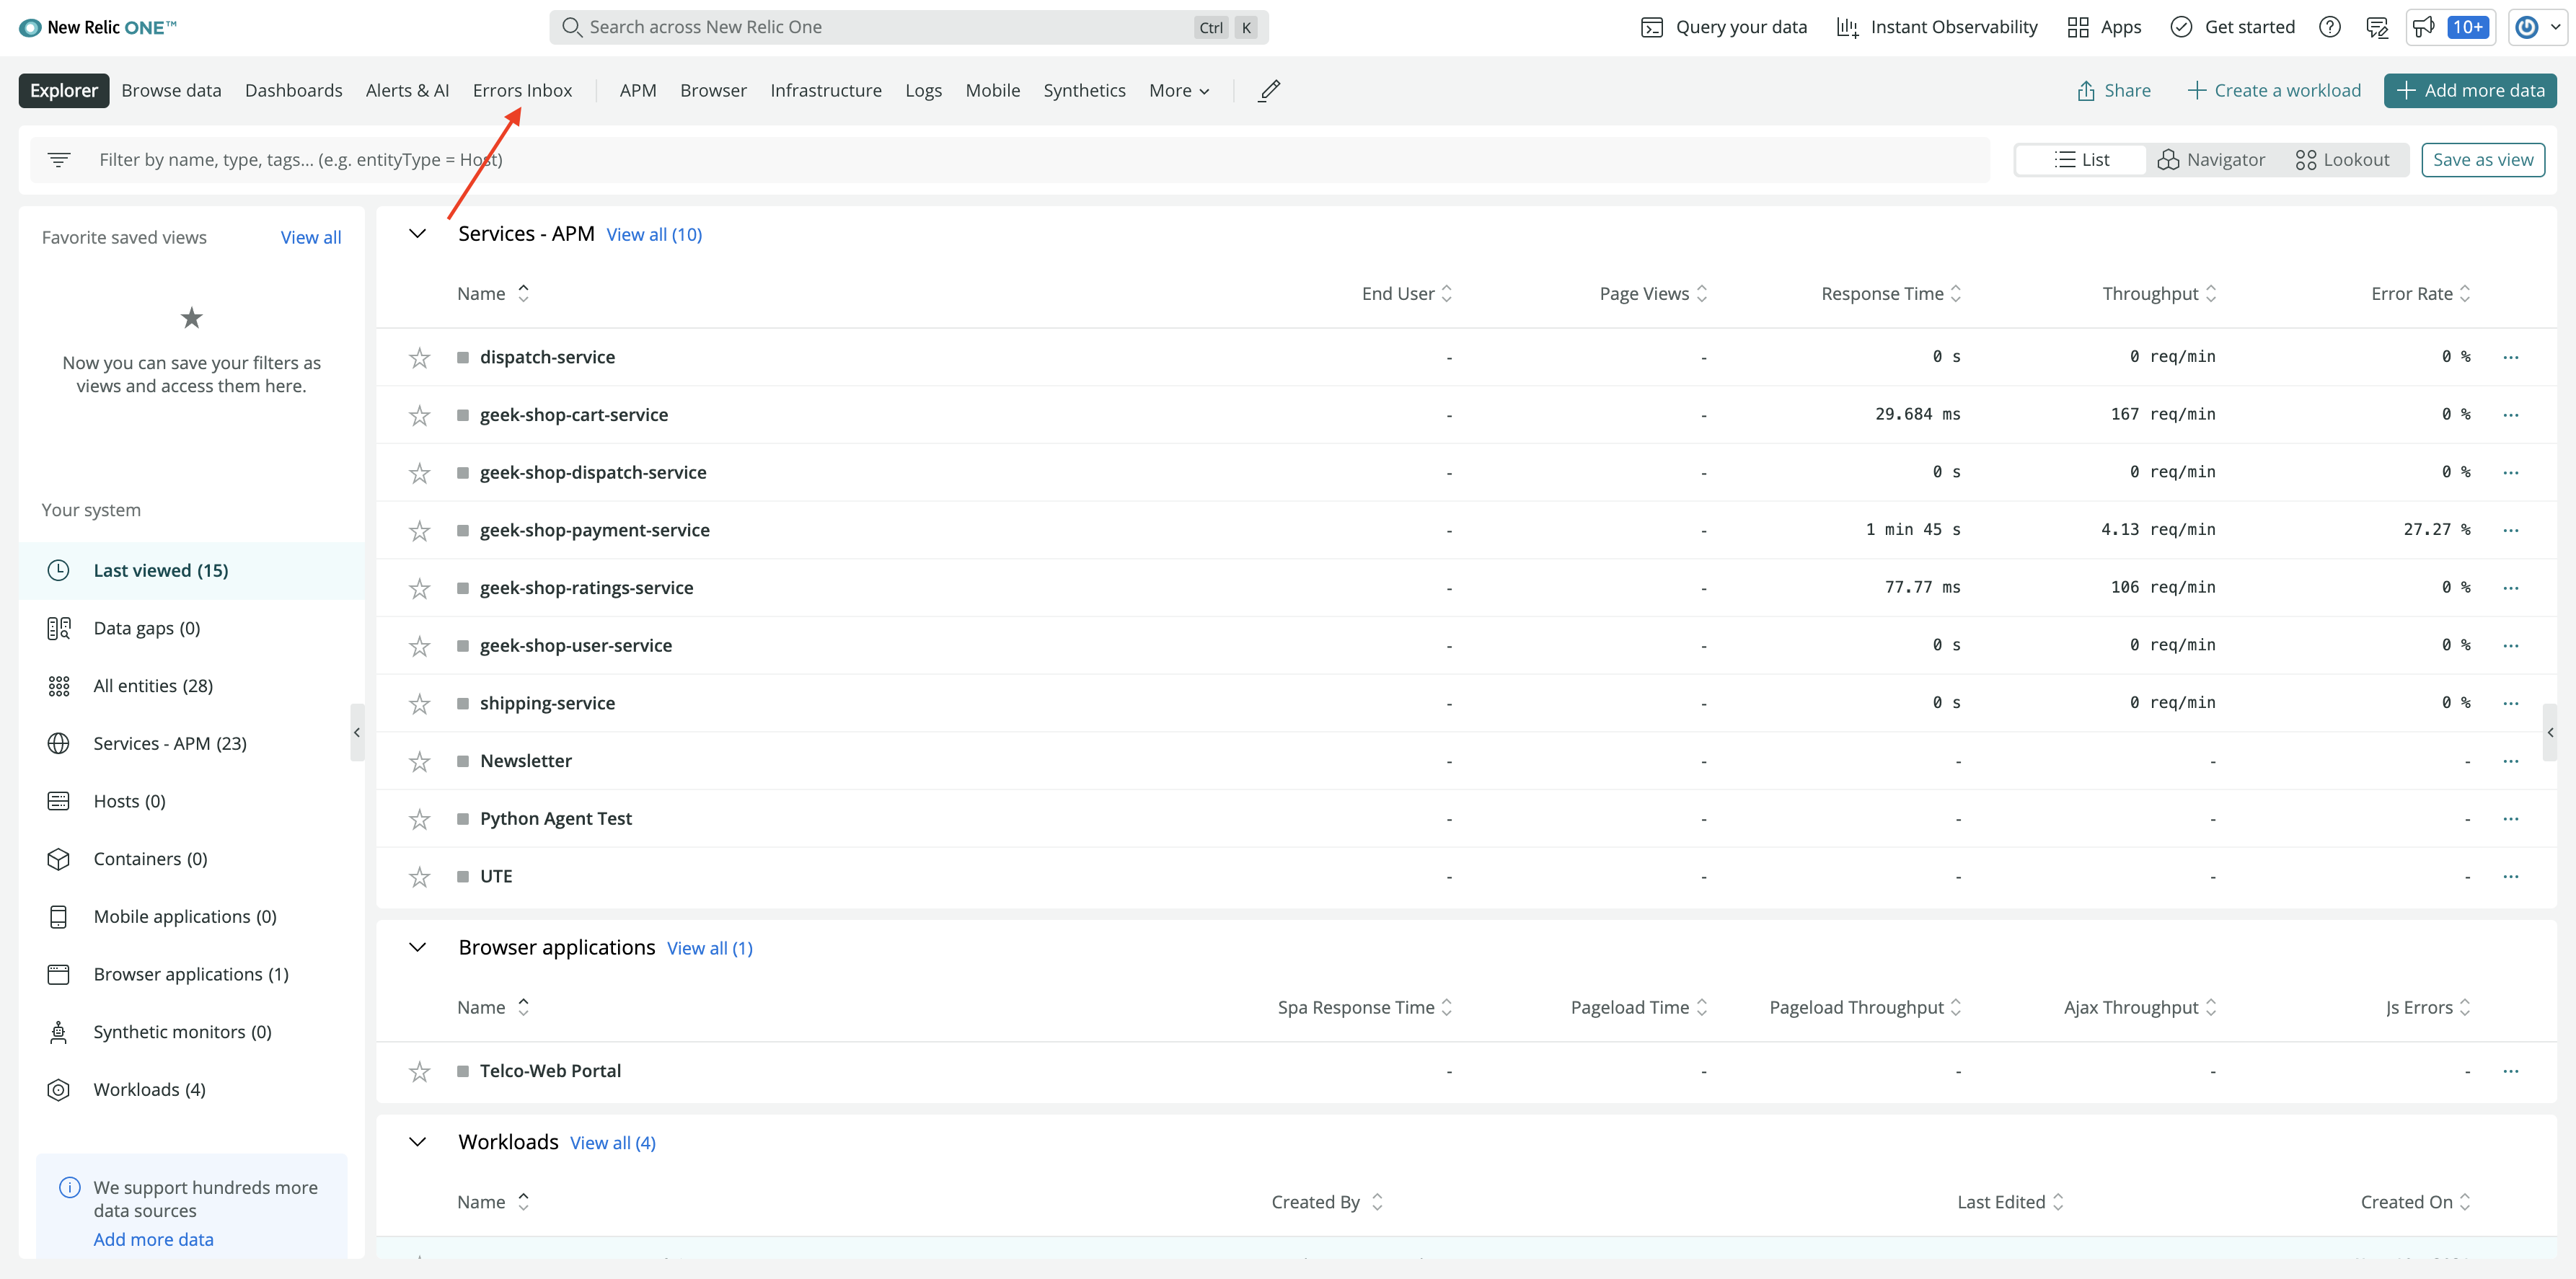 New Relic ONE™
Search across New Relic One Ctrl K
Query your data Instant Observability Apps Get started 10+
Explorer Browse data Dashboards Alerts & AI Errors Inbox APM Browser Infrastructure Logs Mobile Synthetics More Share Create a workload Add more data
Filter by name, type, tags... (e.g. entityType = Host) List Navigator Lookout Save as view
Favorite saved views View all
Now you can save your filters as
views and access them here.
Your system
Last viewed (15)
Data gaps (0)
All entities (28)
Services - APM (23)
Hosts (0)
Containers (0)
Mobile applications (0)
Browser applications (1)
Synthetic monitors (0)
Workloads (4)
We support hundreds more
data sources
Add more data
Services - APM View all (10)
Name End User Page Views Response Time Throughput Error Rate
dispatch-service - - 0 s 0 req/min 0 % ...
geek-shop-cart-service - - 29.684 ms 167 req/min 0 % ...
geek-shop-dispatch-service - - 0 s 0 req/min 0 % ...
geek-shop-payment-service - - 1 min 45 s 4.13 req/min 27.27 % ...
geek-shop-ratings-service - - 77.77 ms 106 req/min 0 % ...
geek-shop-user-service - - 0 s 0 req/min 0 % ...
shipping-service - - 0 s 0 req/min 0 % ...
Newsletter - - - - - ...
Python Agent Test - - - - - ...
UTE - - - - - ...
Browser applications View all (1)
Name Spa Response Time Pageload Time Pageload Throughput Ajax Throughput Js Errors
Telco-Web Portal - - - - - ...
Workloads View all (4)
Name Created By Last Edited Created On